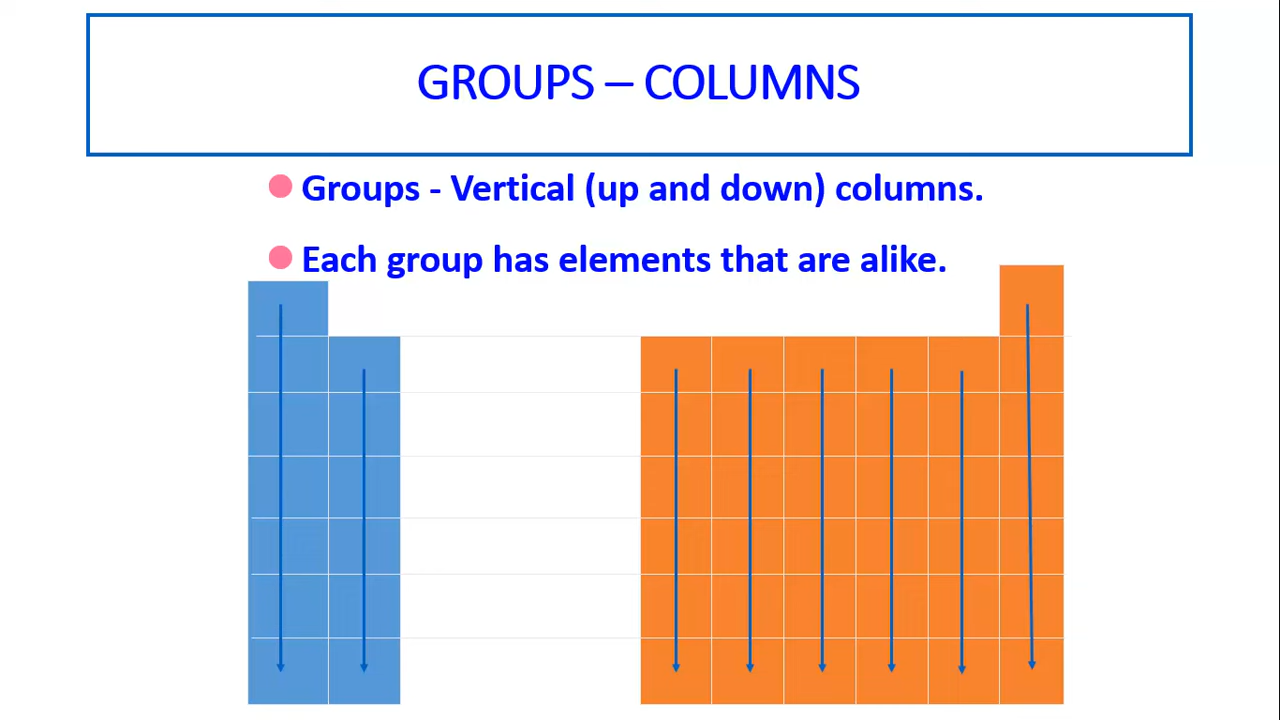 GROUPS – COLUMNS
Groups - Vertical (up and down) columns.
Each group has elements that are alike.